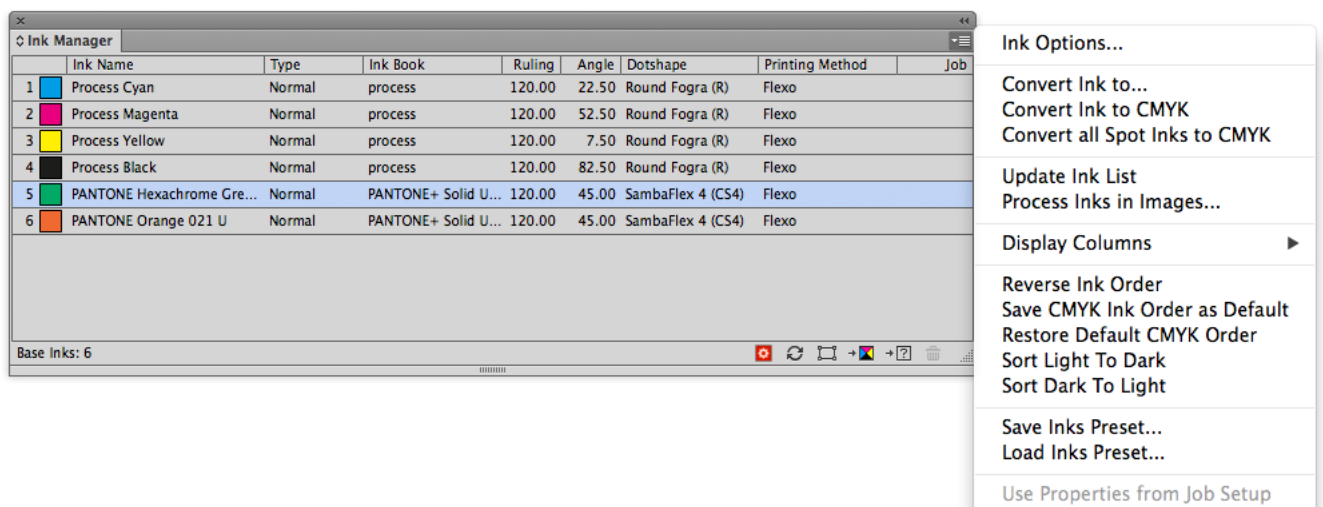 Ink Manager
Ink Name Type Ink Book Ruling Angle Dotshape Printing Method Job
1 Process Cyan Normal process 120.00 22.50 Round Fogra (R) Flexo
2 Process Magenta Normal process 120.00 52.50 Round Fogra (R) Flexo
3 Process Yellow Normal process 120.00 7.50 Round Fogra (R) Flexo
4 Process Black Normal process 120.00 82.50 Round Fogra (R) Flexo
5 PANTONE Hexachrome Gre... Normal PANTONE+ Solid U... 120.00 45.00 SambaFlex 4 (CS4) Flexo
6 PANTONE Orange 021 U Normal PANTONE+ Solid U... 120.00 45.00 SambaFlex 4 (CS4) Flexo
Base Inks: 6
Ink Options...
Convert Ink to...
Convert Ink to CMYK
Convert all Spot Inks to CMYK
Update Ink List
Process Inks in Images...
Display Columns
Reverse Ink Order
Save CMYK Ink Order as Default
Restore Default CMYK Order
Sort Light To Dark
Sort Dark To Light
Save Inks Preset...
Load Inks Preset...
Use Properties from Job Setup